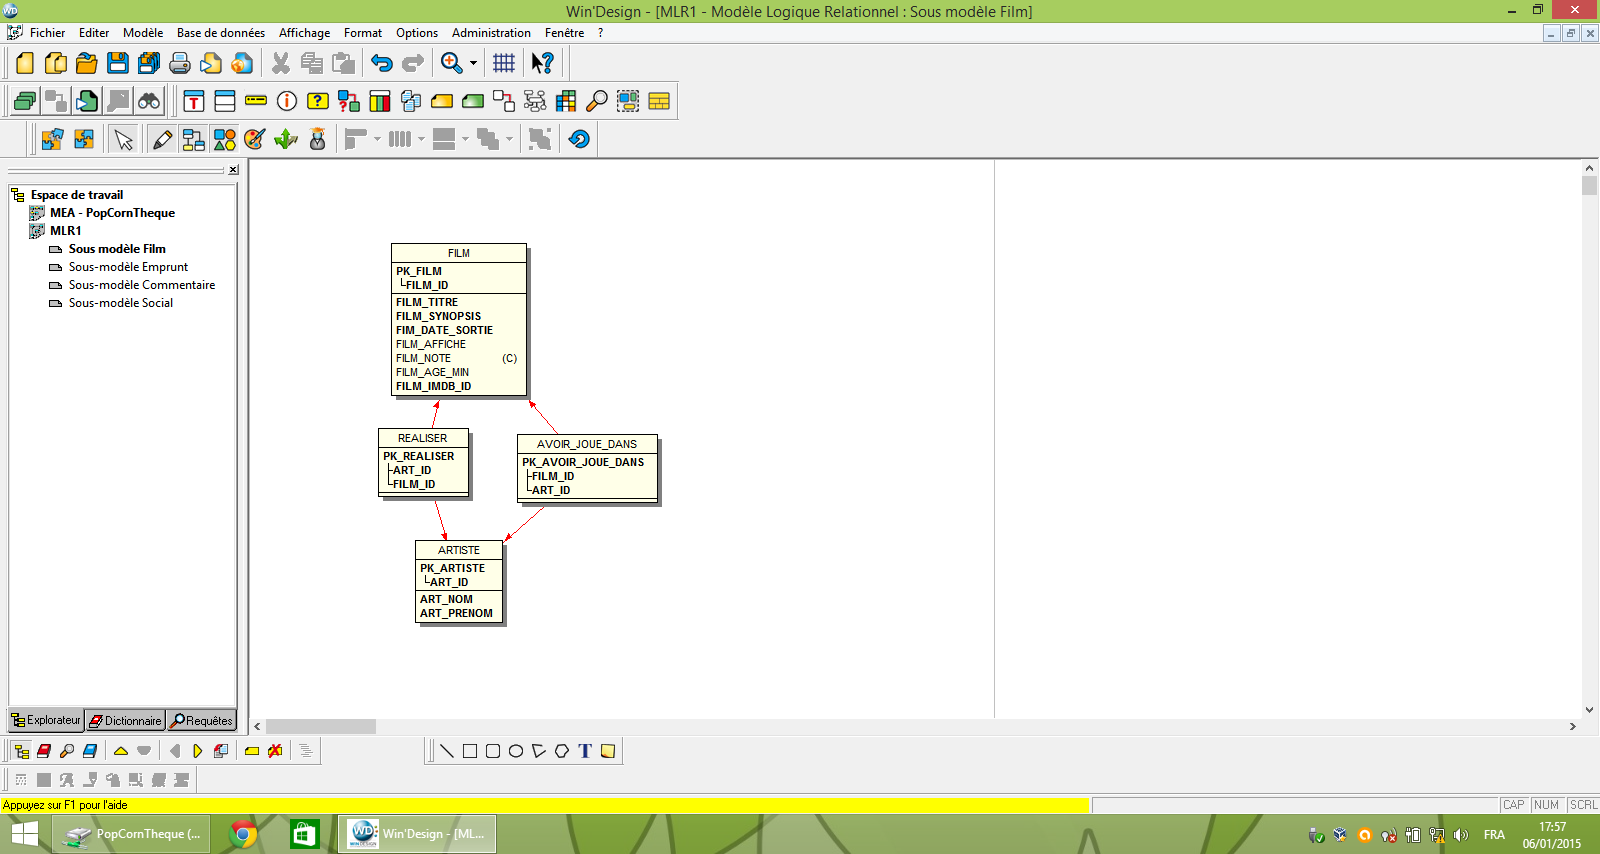 WD
Win'Design - [MLR1 - Modèle Logique Relationnel : Sous modèle Film]
Fichier Editer Modèle Base de données Affichage Format Options Administration Fenêtre ?
Espace de travail
MEA - PopCornTheque
MLR1
Sous modèle Film
Sous-modèle Emprunt
Sous-modèle Commentaire
Sous-modèle Social
FILM
PK_FILM
FILM_ID
FILM_TITRE
FILM_SYNOPSIS
FIM_DATE_SORTIE
FILM_AFFICHE
FILM_NOTE (C)
FILM_AGE_MIN
FILM_IMDB_ID
REALISER
PK_REALISER
ART_ID
FILM_ID
AVOIR_JOUE_DANS
PK_AVOIR_JOUE_DANS
FILM_ID
ART_ID
ARTISTE
PK_ARTISTE
ART_ID
ART_NOM
ART_PRENOM
Explorateur Dictionnaire Requêtes
T
Appuyez sur F1 pour l'aide
CAP NUM SCRL
PopCornTheque (...
WD
WIN'DESIGN
Win'Design - [ML...
FRA
17:57
06/01/2015